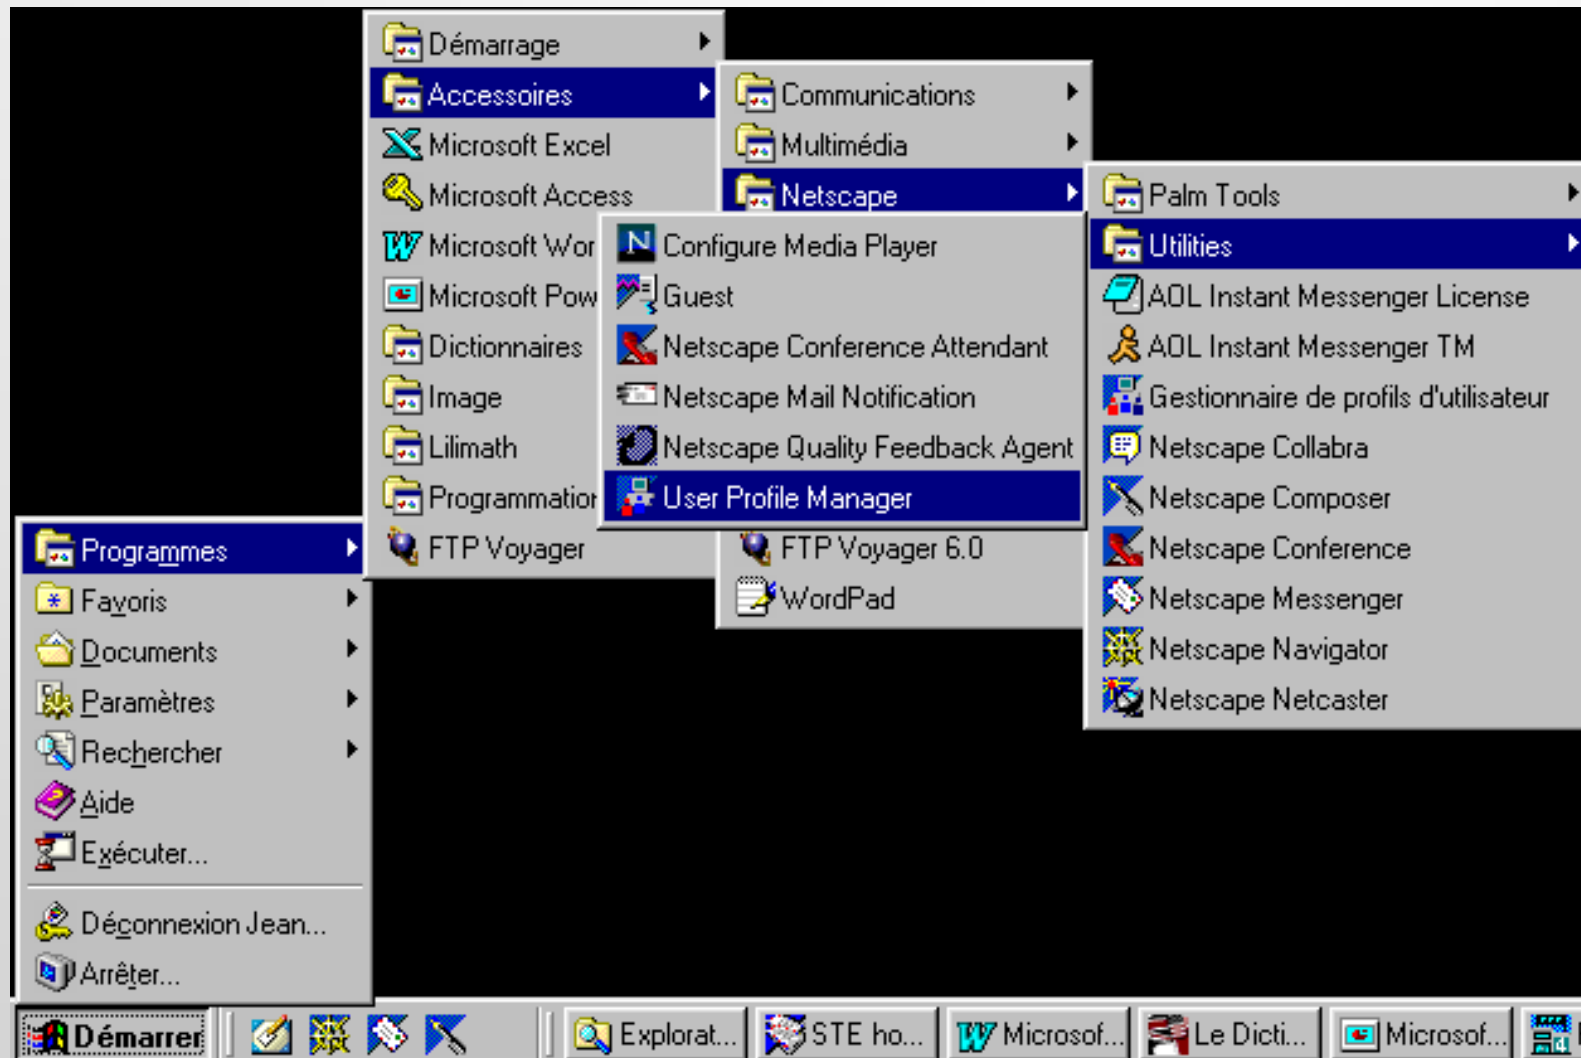 Démarrage
Accessoires
Microsoft Excel
Microsoft Access
Microsoft Wor
Microsoft Pow
Dictionnaires
Image
Lilimath
Programmation
FTP Voyager
Communications
Multimédia
Netscape
FTP Voyager 6.0
WordPad
Configure Media Player
Guest
Netscape Conference Attendant
Netscape Mail Notification
Netscape Quality Feedback Agent
User Profile Manager
Palm Tools
Utilities
AOL Instant Messenger License
AOL Instant Messenger TM
Gestionnaire de profils d'utilisateur
Netscape Collabra
Netscape Composer
Netscape Conference
Netscape Messenger
Netscape Navigator
Netscape Netcaster
Programmes
Favoris
Documents
Paramètres
Rechercher
Aide
Exécuter...
Déconnexion Jean...
Arrêter...
Démarrer
Explorat...
STE ho...
Microsof...
Le Dicti...
Microsof...